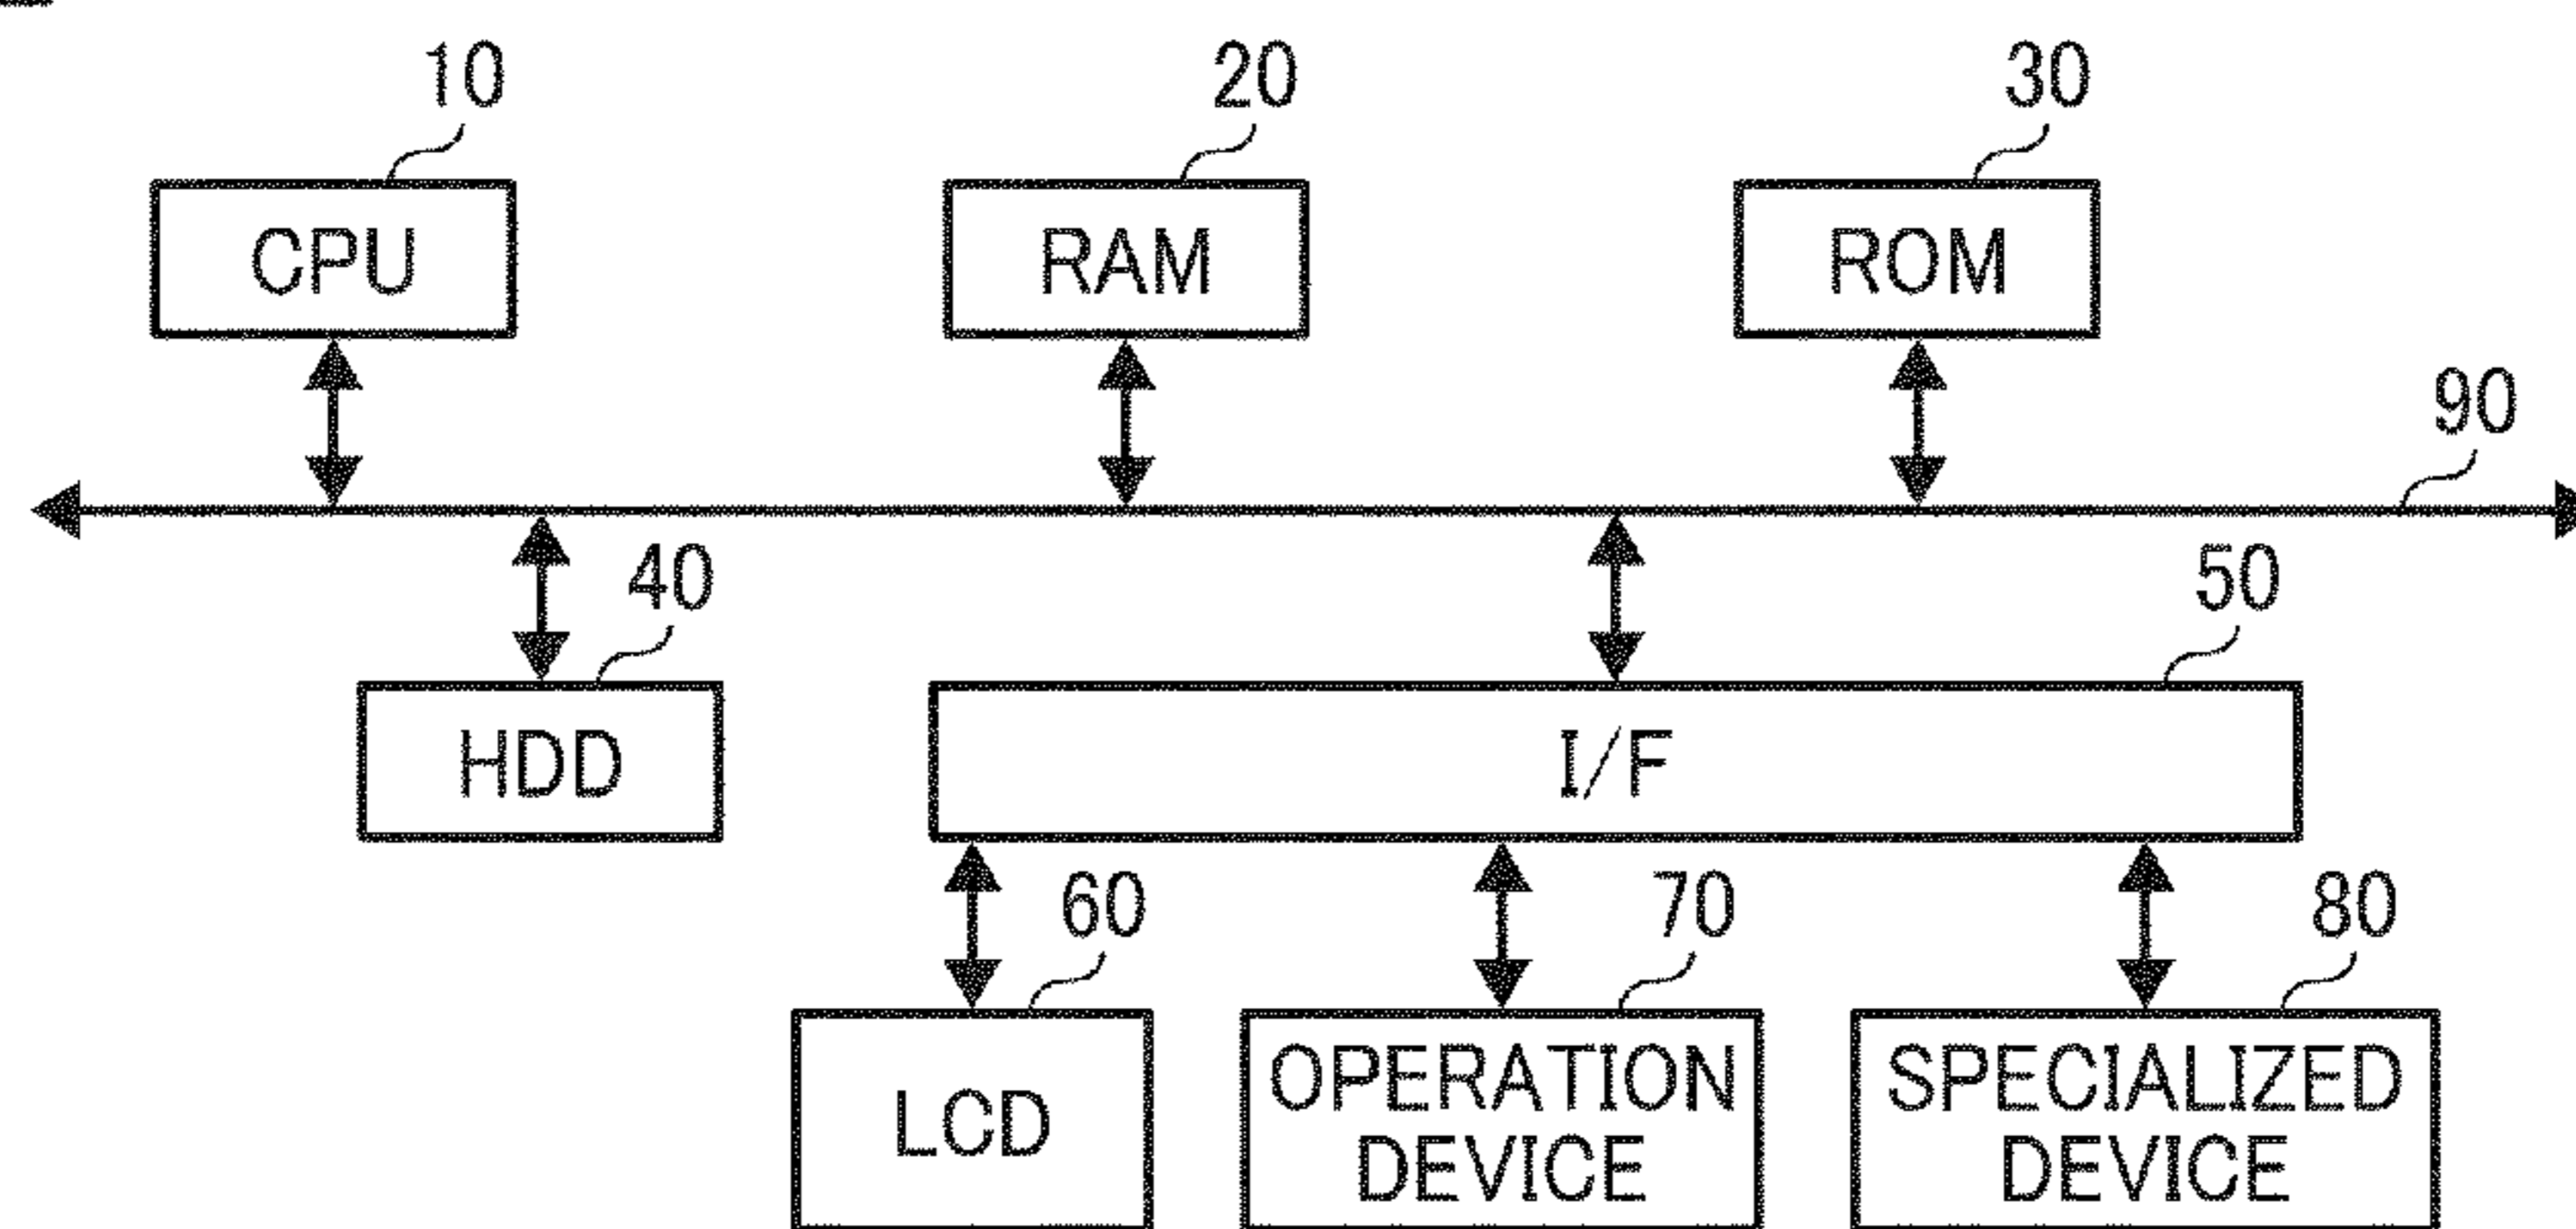 10
20
30
CPU
RAM
ROM
90
40
50
HDD
I/F
60
70
80
LCD
OPERATION
DEVICE
SPECIALIZED
DEVICE